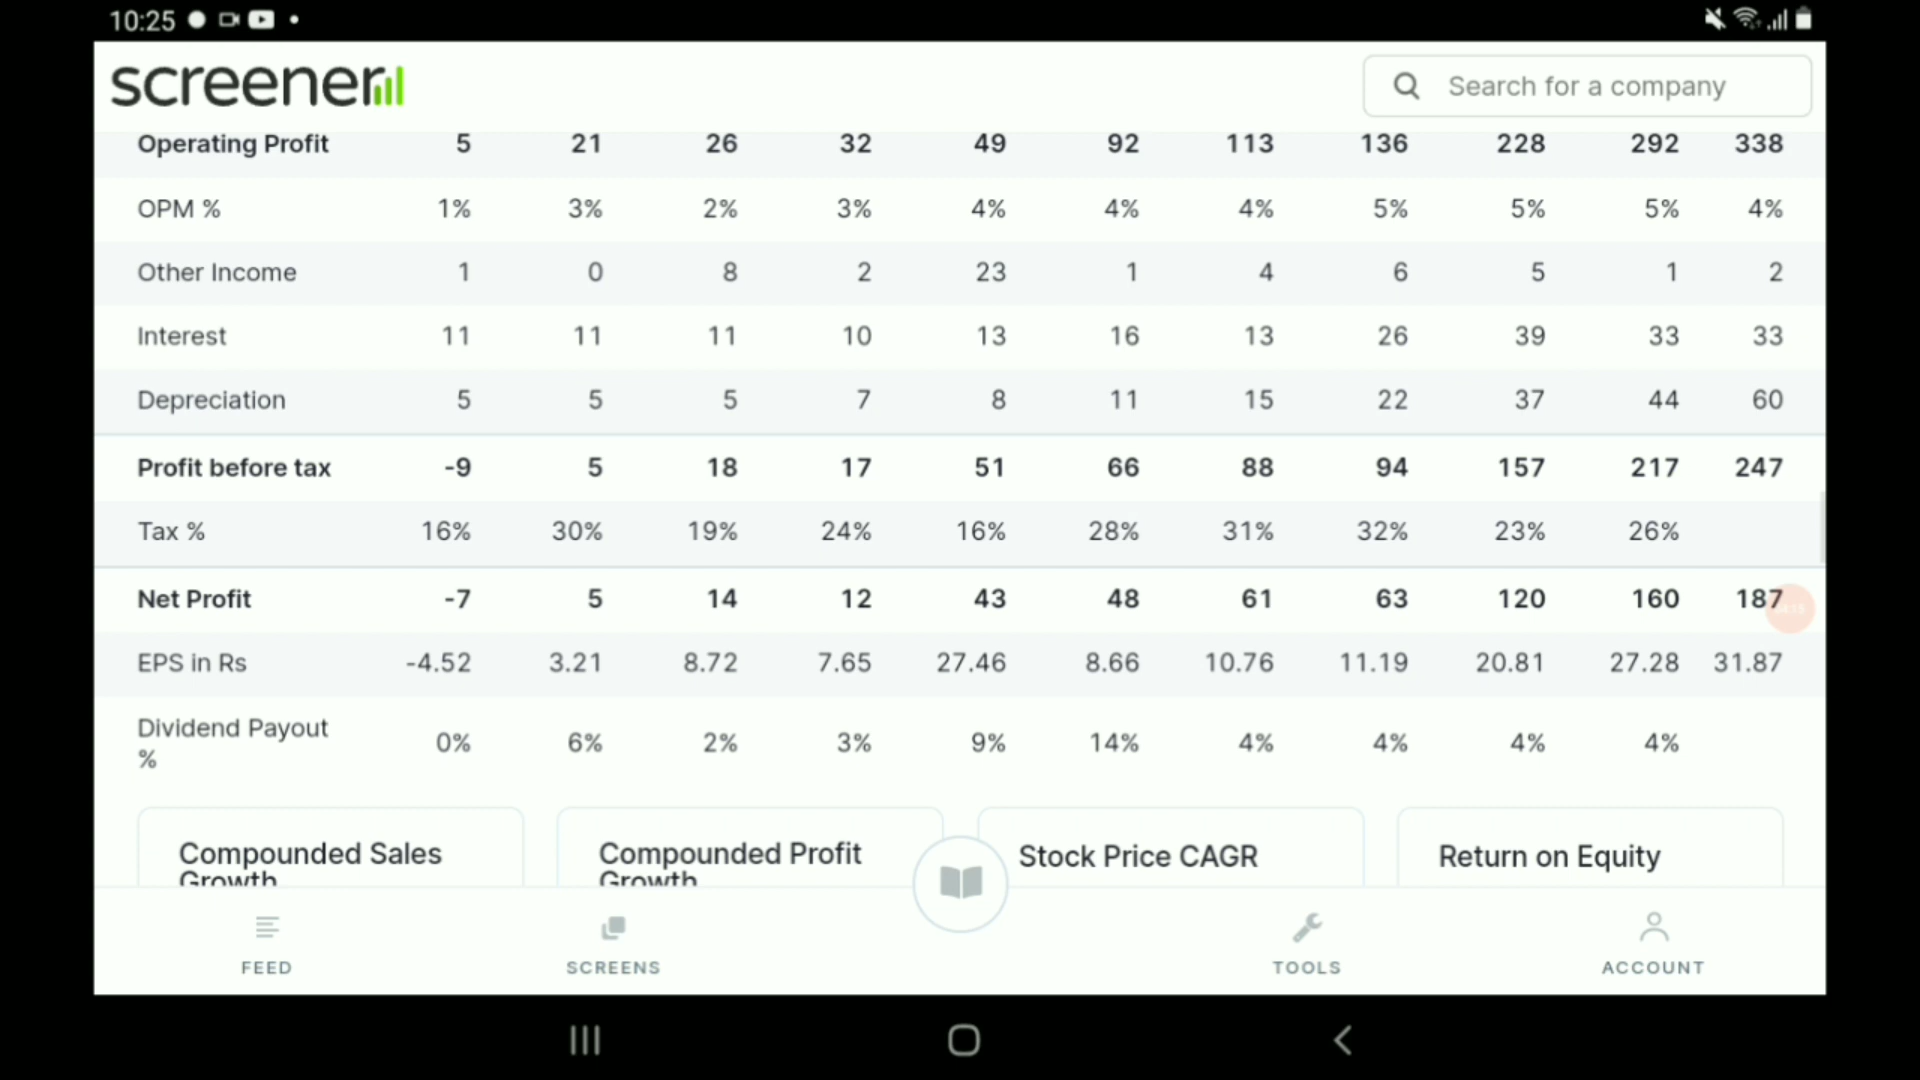 10:25
screener
Search for a company
Operating Profit 5 21 26 32 49 92 113 136 228 292 338
OPM % 1% 3% 2% 3% 4% 4% 4% 5% 5% 5% 4%
Other Income 1 0 8 2 23 1 4 6 5 1 2
Interest 11 11 11 10 13 16 13 26 39 33 33
Depreciation 5 5 5 7 8 11 15 22 37 44 60
Profit before tax -9 5 18 17 51 66 88 94 157 217 247
Tax % 16% 30% 19% 24% 16% 28% 31% 32% 23% 26%
Net Profit -7 5 14 12 43 48 61 63 120 160 187
EPS in Rs -4.52 3.21 8.72 7.65 27.46 8.66 10.76 11.19 20.81 27.28 31.87
Dividend Payout
% 0% 6% 2% 3% 9% 14% 4% 4% 4% 4%
Compounded Sales
Growth
Compounded Profit
Growth
Stock Price CAGR
Return on Equity
FEED
SCREENS
TOOLS
ACCOUNT